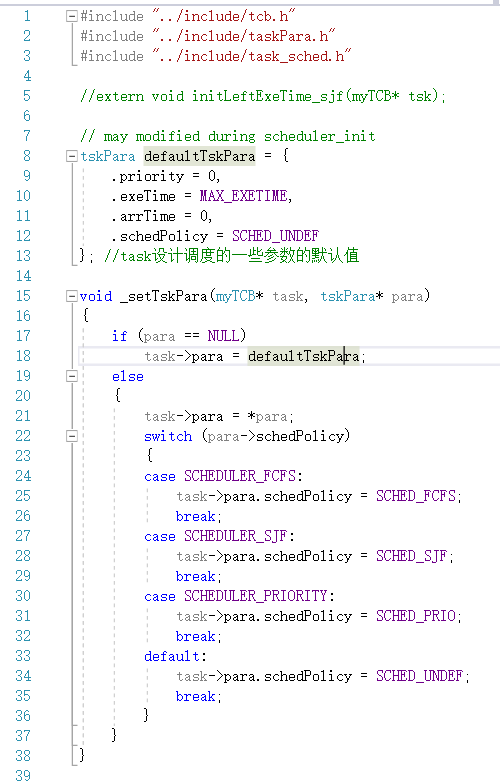 1 #include "../include/tcb.h"
2 #include "../include/taskPara.h"
3 #include "../include/task_sched.h"
4
5 //extern void initLeftExeTime_sjf(myTCB* tsk);
6
7 // may modified during scheduler_init
8 tskPara defaultTskPara = {
9     .priority = 0,
10     .exeTime = MAX_EXETIME,
11     .arrTime = 0,
12     .schedPolicy = SCHED_UNDEF
13 }; //task设计调度的一些参数的默认值
14
15 void _setTskPara(myTCB* task, tskPara* para)
16 {
17     if (para == NULL)
18         task->para = defaultTskPara;
19     else
20     {
21         task->para = *para;
22         switch (para->schedPolicy)
23         {
24         case SCHEDULER_FCFS:
25             task->para.schedPolicy = SCHED_FCFS;
26             break;
27         case SCHEDULER_SJF:
28             task->para.schedPolicy = SCHED_SJF;
29             break;
30         case SCHEDULER_PRIORITY:
31             task->para.schedPolicy = SCHED_PRIO;
32             break;
33         default:
34             task->para.schedPolicy = SCHED_UNDEF;
35             break;
36         }
37     }
38 }
39